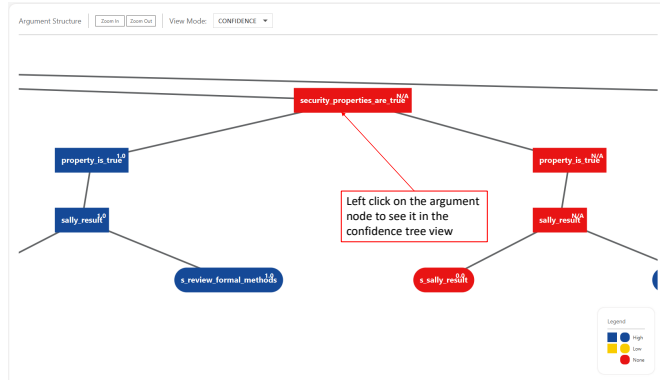 Argument Structure Zoom In Zoom Out View Mode: CONFIDENCE
security_properties_are_true N/A
property_is_true 1.0
property_is_true N/A
sally_result 1.0
sally_result N/A
Left click on the argument
node to see it in the
confidence tree view
s_review_formal_methods 1.0
s_sally_result 0.0
Legend
High
Low
None